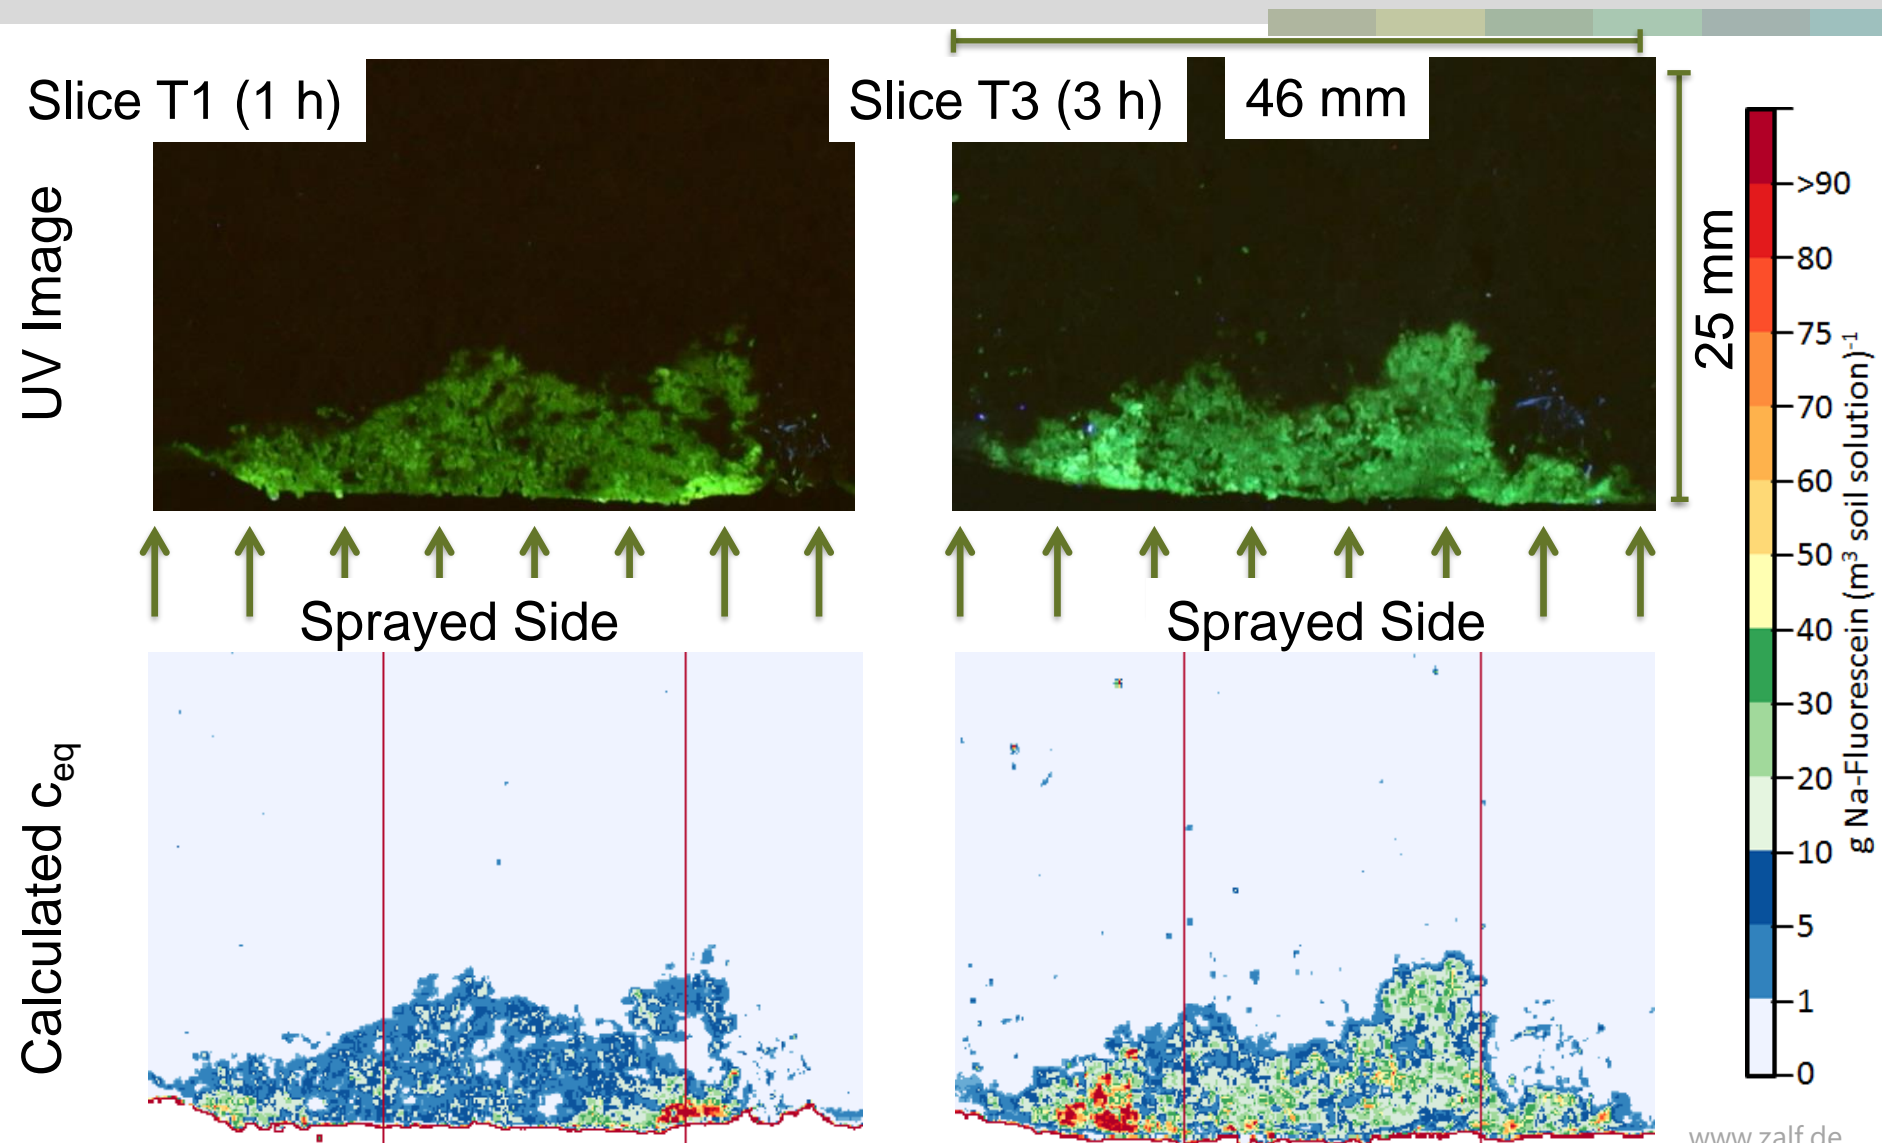 Slice T1 (1 h)
Slice T3 (3 h)
46 mm
UV Image
25 mm
Sprayed Side
Sprayed Side
Calculated c_eq
>90
80
75
70
60
50
40
30
20
10
5
1
0
g Na-Fluorescein (m³ soil solution)⁻¹
www.zalf.de